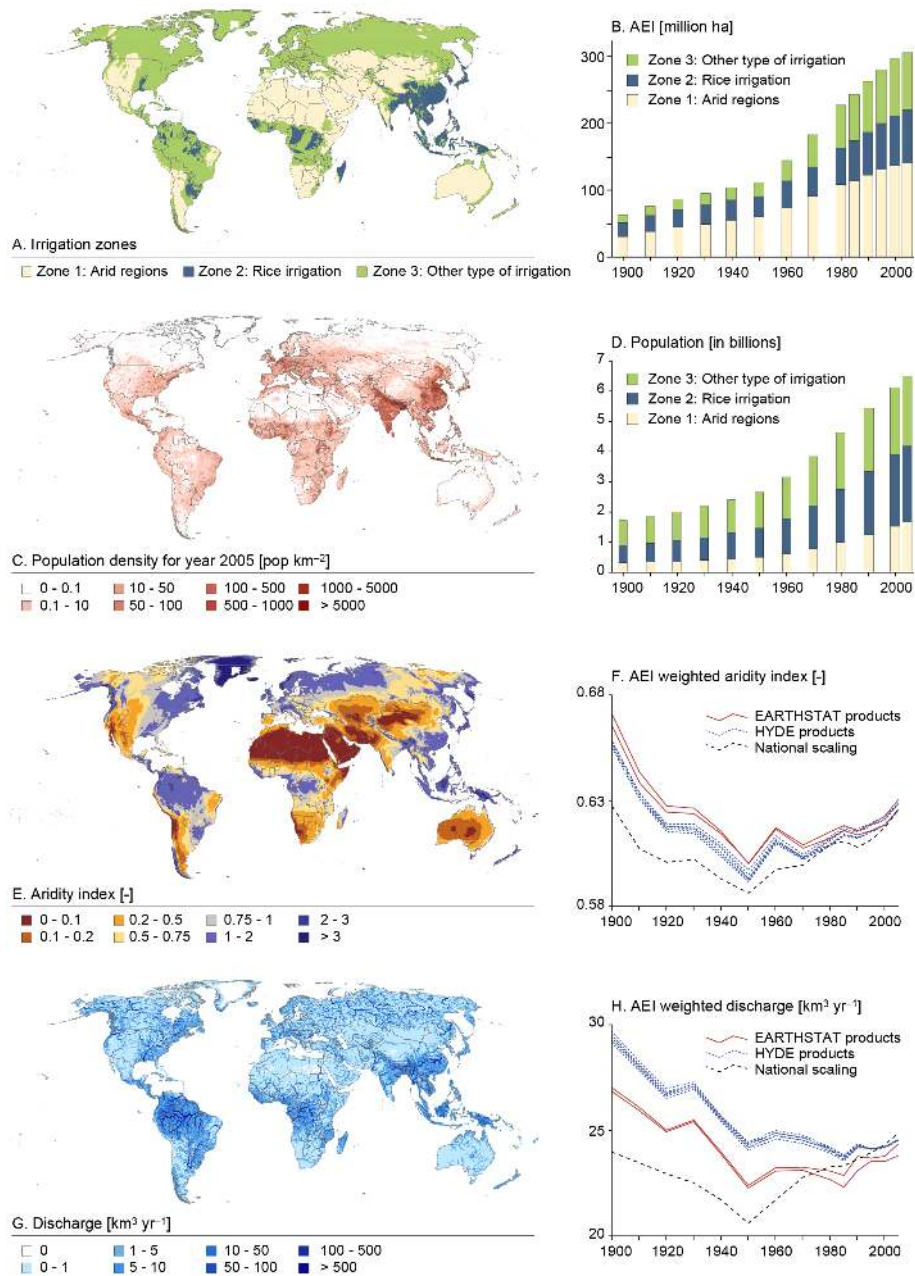 A. Irrigation zones
Zone 1: Arid regions Zone 2: Rice irrigation Zone 3: Other type of irrigation
B. AEI [million ha]
300
200
100
0
Zone 3: Other type of irrigation
Zone 2: Rice irrigation
Zone 1: Arid regions
1900 1920 1940 1960 1980 2000
C. Population density for year 2005 [pop km⁻²]
0 - 0.1 10 - 50 100 - 500 1000 - 5000
0.1 - 10 50 - 100 500 - 1000 > 5000
D. Population [in billions]
7
6
5
4
3
2
1
0
Zone 3: Other type of irrigation
Zone 2: Rice irrigation
Zone 1: Arid regions
1900 1920 1940 1960 1980 2000
E. Aridity index [-]
0 - 0.1 0.2 - 0.5 0.75 - 1 2 - 3
0.1 - 0.2 0.5 - 0.75 1 - 2 > 3
F. AEI weighted aridity index [-]
0.68
0.63
0.58
EARTHSTAT products
HYDE products
National scaling
1900 1920 1940 1960 1980 2000
G. Discharge [km³ yr⁻¹]
0 1 - 5 10 - 50 100 - 500
0 - 1 5 - 10 50 - 100 > 500
H. AEI weighted discharge [km³ yr⁻¹]
30
25
20
EARTHSTAT products
HYDE products
National scaling
1900 1920 1940 1960 1980 2000